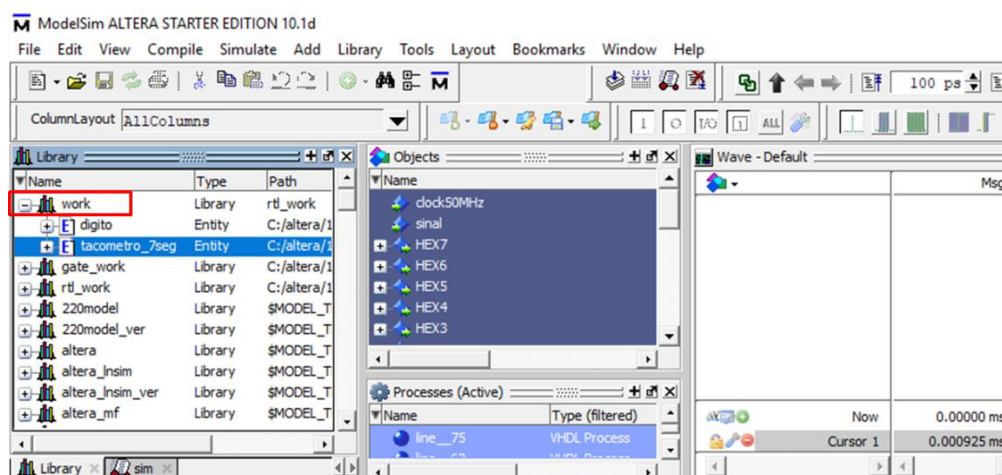 ModelSim ALTERA STARTER EDITION 10.1d
File Edit View Compile Simulate Add Library Tools Layout Bookmarks Window Help
100 ps
ColumnLayout AllColumns
ALL
Library
Name Type Path
work Library rtl_work
digito Entity C:/altera/1
tacometro_7seg Entity C:/altera/1
gate_work Library C:/altera/1
rtl_work Library C:/altera/1
220model Library $MODEL_T
220model_ver Library $MODEL_T
altera Library $MODEL_T
altera_lnsim Library $MODEL_T
altera_lnsim_ver Library $MODEL_T
altera_mf Library $MODEL_T
Library sim
Objects
Name
clock50MHz
sinal
HEX7
HEX6
HEX5
HEX4
HEX3
Processes (Active)
Name Type (filtered)
line__75 VHDL Process
Wave - Default
Msg
Now 0.00000 ms
Cursor 1 0.000925 ms